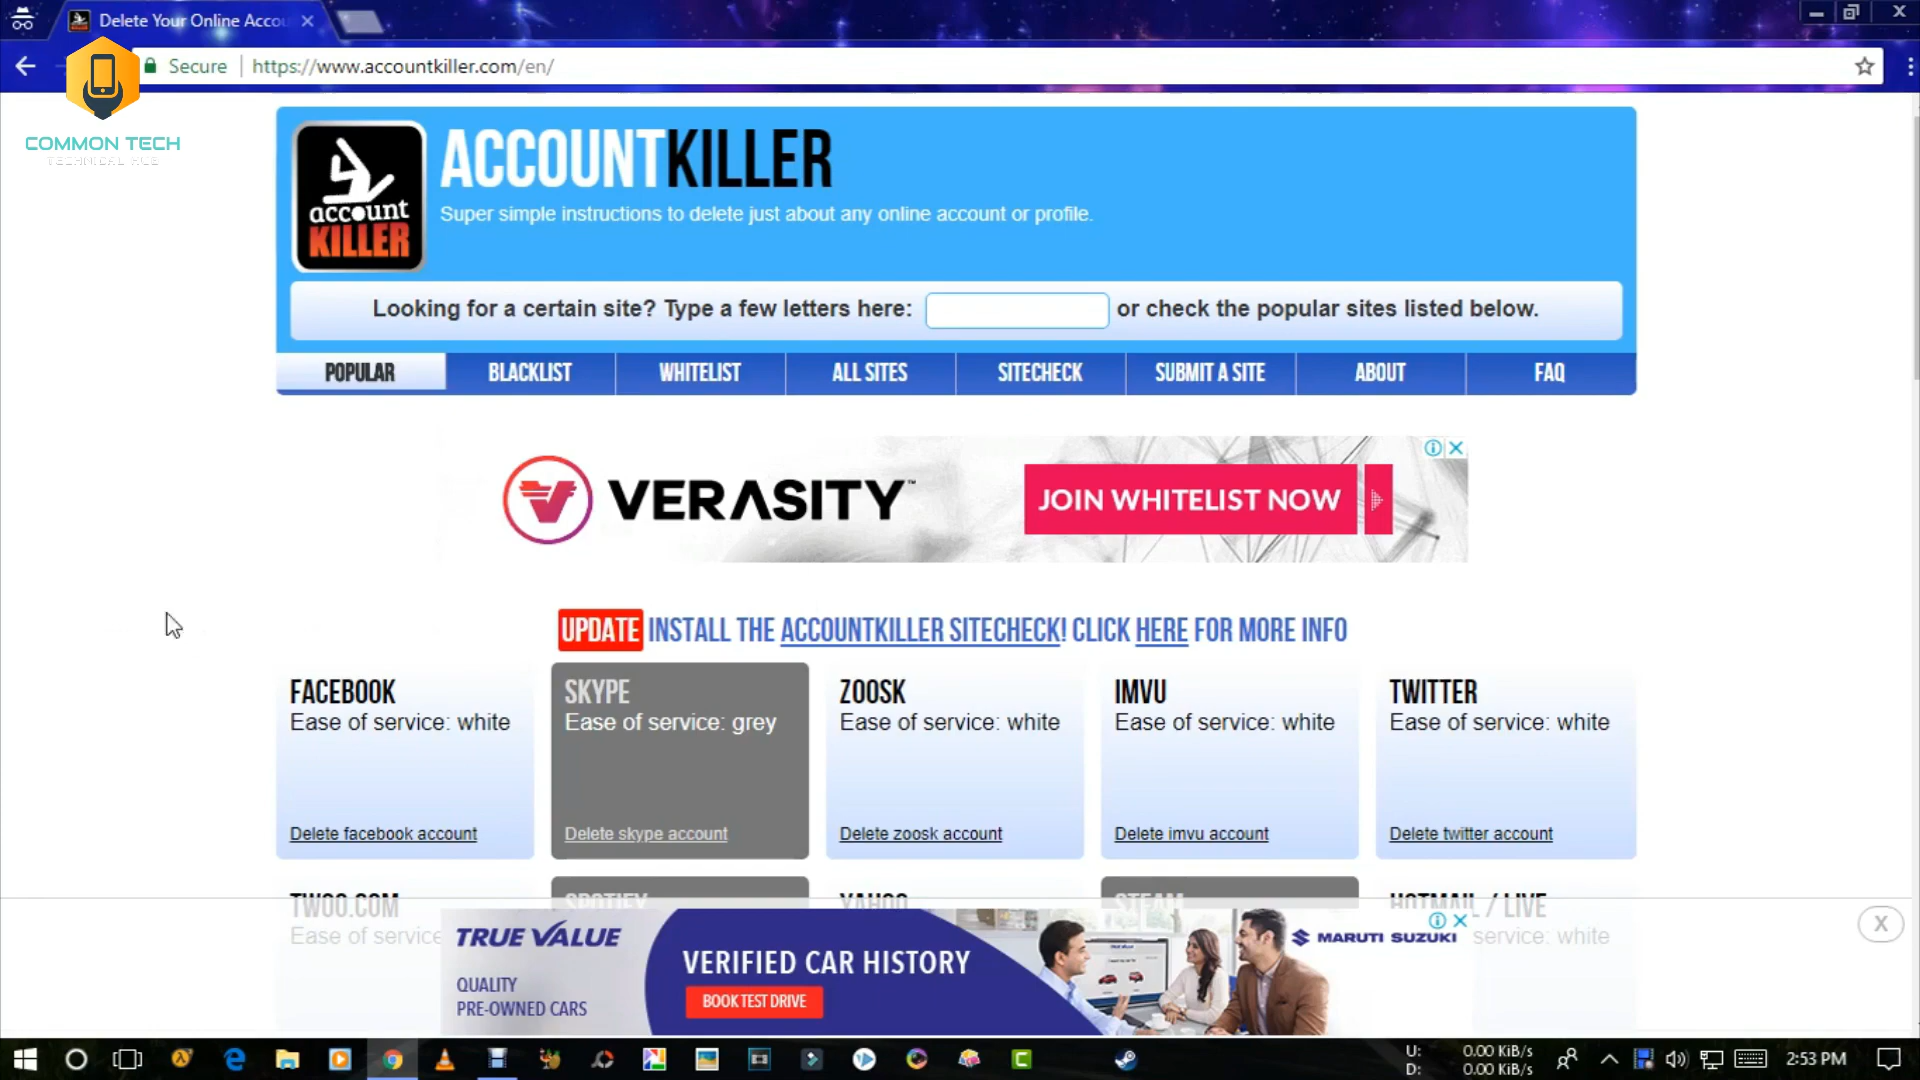 Delete Your Online Accou
Secure
https://www.accountkiller.com/en/
COMMON TECH
TECHNICAL HUB
account
KILLER
ACCOUNTKILLER
Super simple instructions to delete just about any online account or profile.
Looking for a certain site? Type a few letters here: or check the popular sites listed below.
POPULAR BLACKLIST WHITELIST ALL SITES SITECHECK SUBMIT A SITE ABOUT FAQ
VERASITY™
JOIN WHITELIST NOW
UPDATE INSTALL THE ACCOUNTKILLER SITECHECK! CLICK HERE FOR MORE INFO
FACEBOOK
Ease of service: white
Delete facebook account
SKYPE
Ease of service: grey
Delete skype account
ZOOSK
Ease of service: white
Delete zoosk account
IMVU
Ease of service: white
Delete imvu account
TWITTER
Ease of service: white
Delete twitter account
TWOO.COM
Ease of service
SPOTIFY
YAHOO
STEAM
HOTMAIL / LIVE
service: white
TRUE VALUE
QUALITY
PRE-OWNED CARS
VERIFIED CAR HISTORY
BOOK TEST DRIVE
MARUTI SUZUKI
X
U: 0.00 KiB/s
D: 0.00 KiB/s
2:53 PM